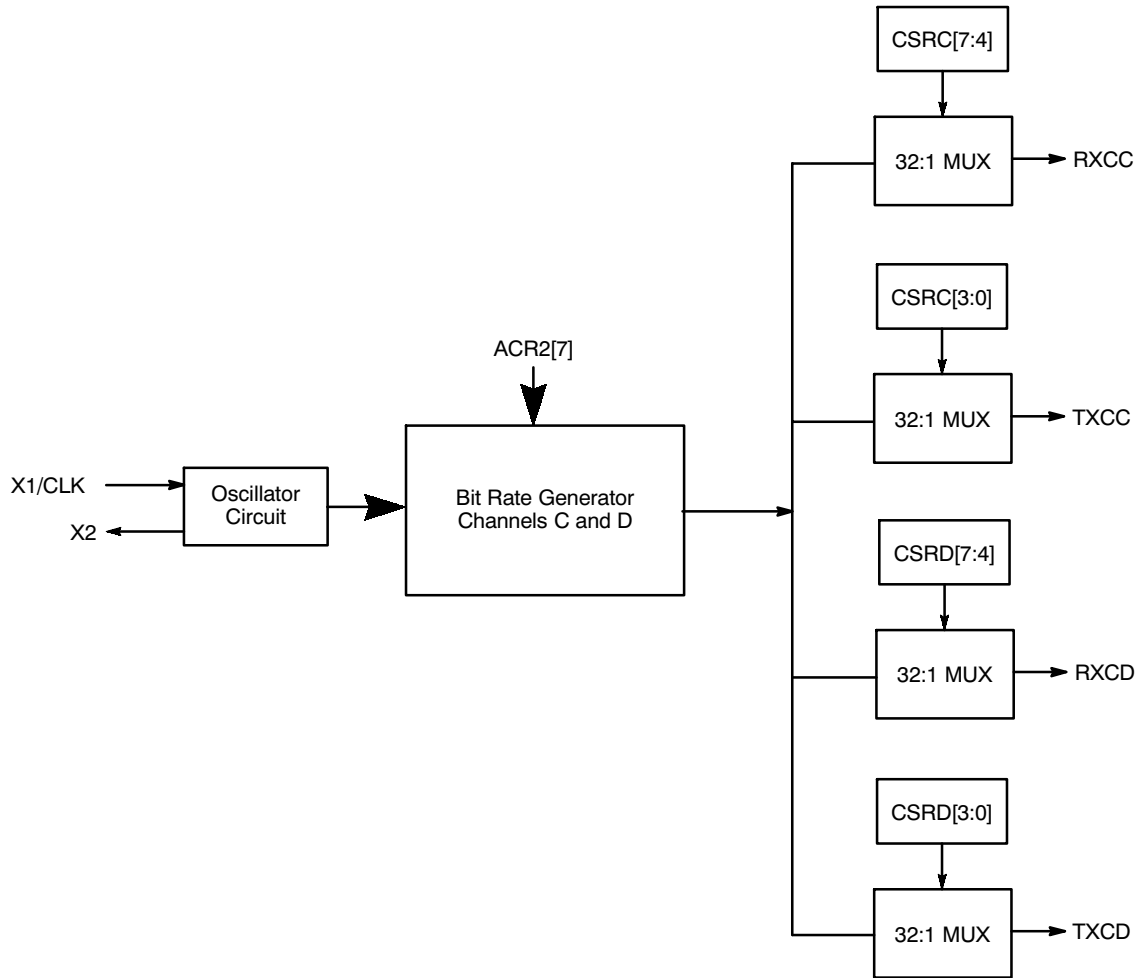 CSRC[7:4]
32:1 MUX
RXCC
CSRC[3:0]
ACR2[7]
32:1 MUX
TXCC
X1/CLK
X2
Oscillator
Circuit
Bit Rate Generator
Channels C and D
CSRD[7:4]
32:1 MUX
RXCD
CSRD[3:0]
32:1 MUX
TXCD